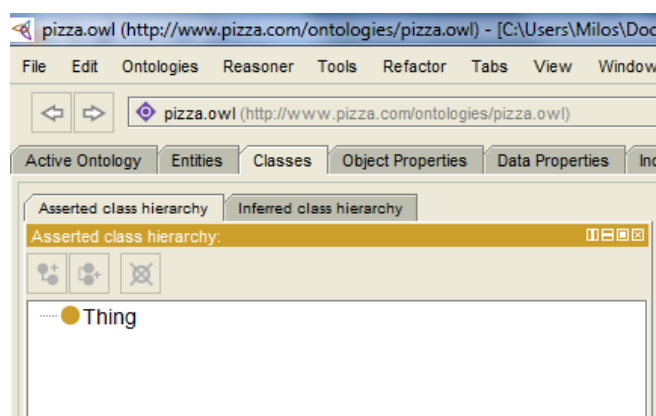 pizza.owl (http://www.pizza.com/ontologies/pizza.owl) - [C:\Users\Milos\Doc
File Edit Ontologies Reasoner Tools Refactor Tabs View Window
pizza.owl (http://www.pizza.com/ontologies/pizza.owl)
Active Ontology Entities Classes Object Properties Data Properties Inc
Asserted class hierarchy Inferred class hierarchy
Asserted class hierarchy:
Thing